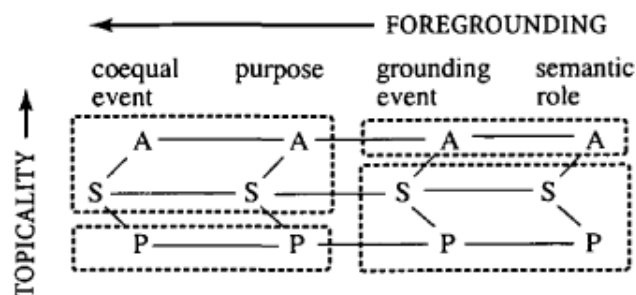 FOREGROUNDING
coequal event
purpose
grounding event
semantic role
TOPICALITY
A A A A
S S S S
P P P P